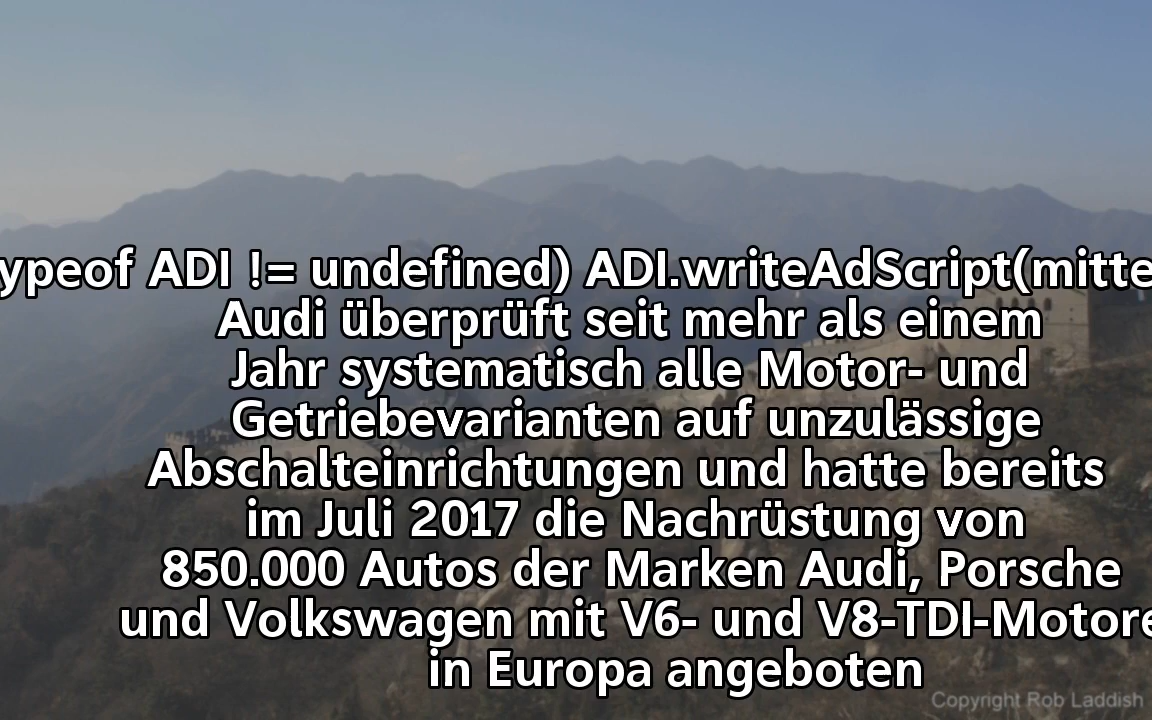 ypeof ADI != undefined) ADI.writeAdScript(mitte
Audi überprüft seit mehr als einem
Jahr systematisch alle Motor- und
Getriebevarianten auf unzulässige
Abschalteinrichtungen und hatte bereits
im Juli 2017 die Nachrüstung von
850.000 Autos der Marken Audi, Porsche
und Volkswagen mit V6- und V8-TDI-Motore
in Europa angeboten
Copyright Rob Laddish